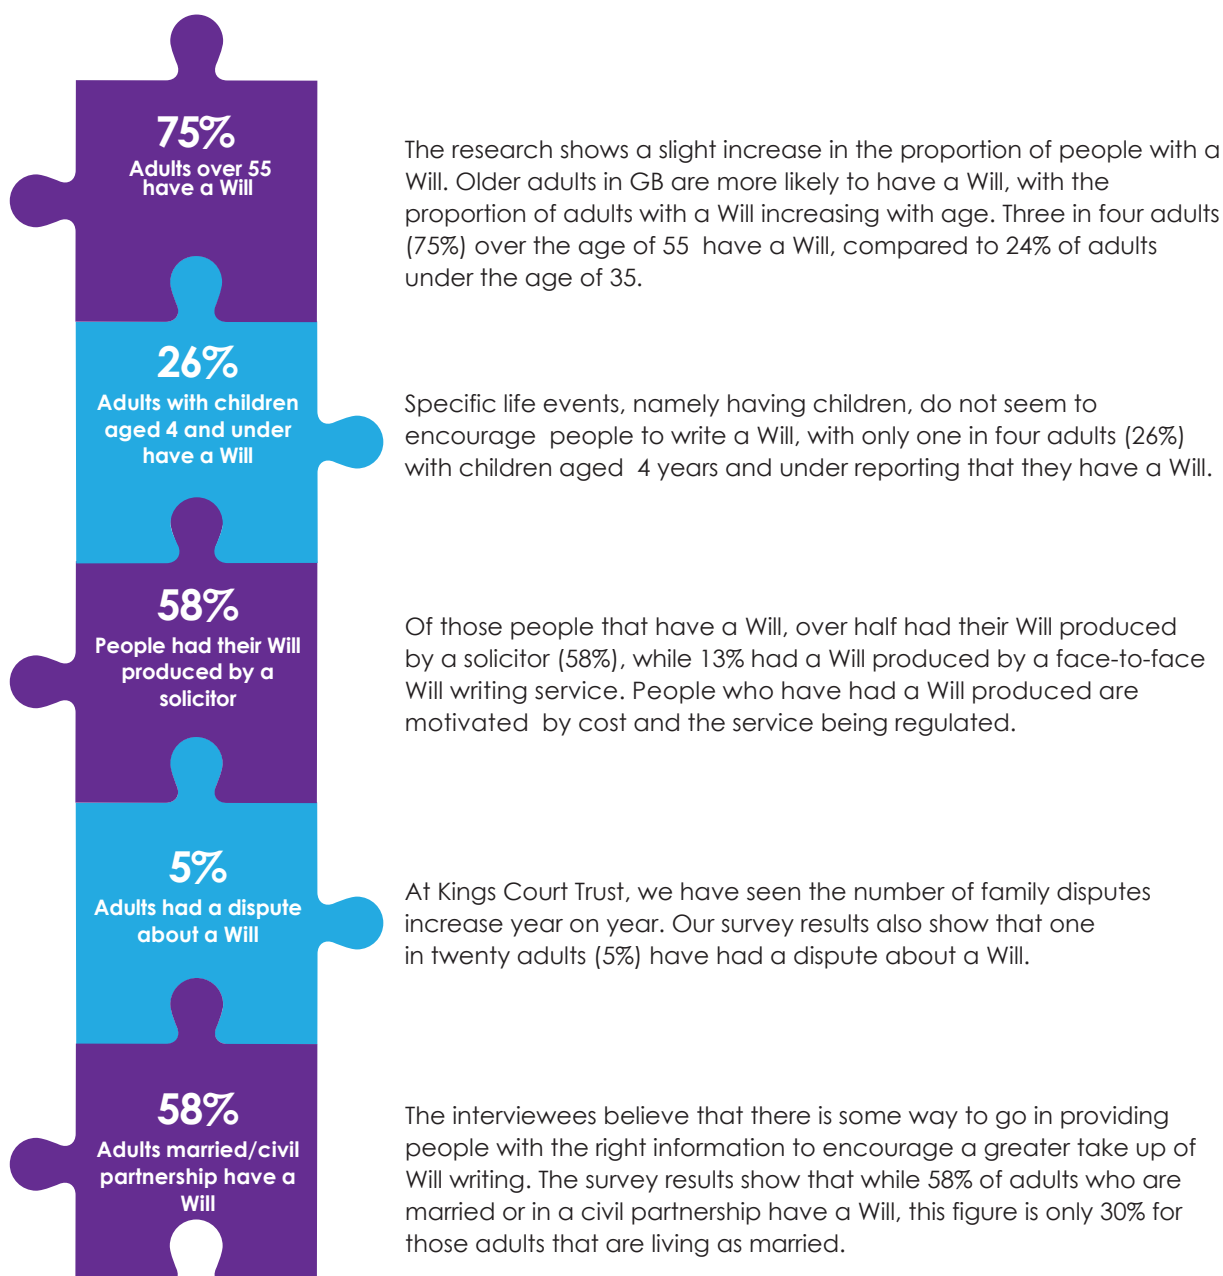 75%
Adults over 55
have a Will
The research shows a slight increase in the proportion of people with a
Will. Older adults in GB are more likely to have a Will, with the
proportion of adults with a Will increasing with age. Three in four adults
(75%) over the age of 55 have a Will, compared to 24% of adults
under the age of 35.
26%
Adults with children
aged 4 and under
have a Will
Specific life events, namely having children, do not seem to
encourage people to write a Will, with only one in four adults (26%)
with children aged 4 years and under reporting that they have a Will.
58%
People had their Will
produced by a
solicitor
Of those people that have a Will, over half had their Will produced
by a solicitor (58%), while 13% had a Will produced by a face-to-face
Will writing service. People who have had a Will produced are
motivated by cost and the service being regulated.
5%
Adults had a dispute
about a Will
At Kings Court Trust, we have seen the number of family disputes
increase year on year. Our survey results also show that one
in twenty adults (5%) have had a dispute about a Will.
58%
Adults married/civil
partnership have a
Will
The interviewees believe that there is some way to go in providing
people with the right information to encourage a greater take up of
Will writing. The survey results show that while 58% of adults who are
married or in a civil partnership have a Will, this figure is only 30% for
those adults that are living as married.